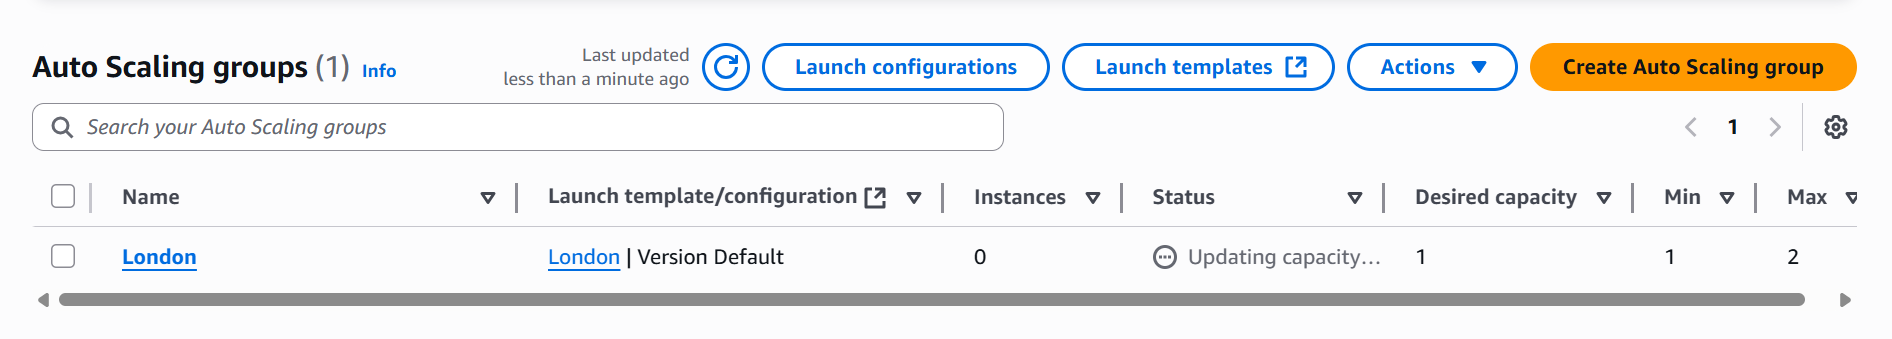 Auto Scaling groups (1) Info
Last updated
less than a minute ago
Launch configurations
Launch templates
Actions
Create Auto Scaling group
Search your Auto Scaling groups
1
Name Launch template/configuration Instances Status Desired capacity Min Max
London London | Version Default 0 Updating capacity... 1 1 2